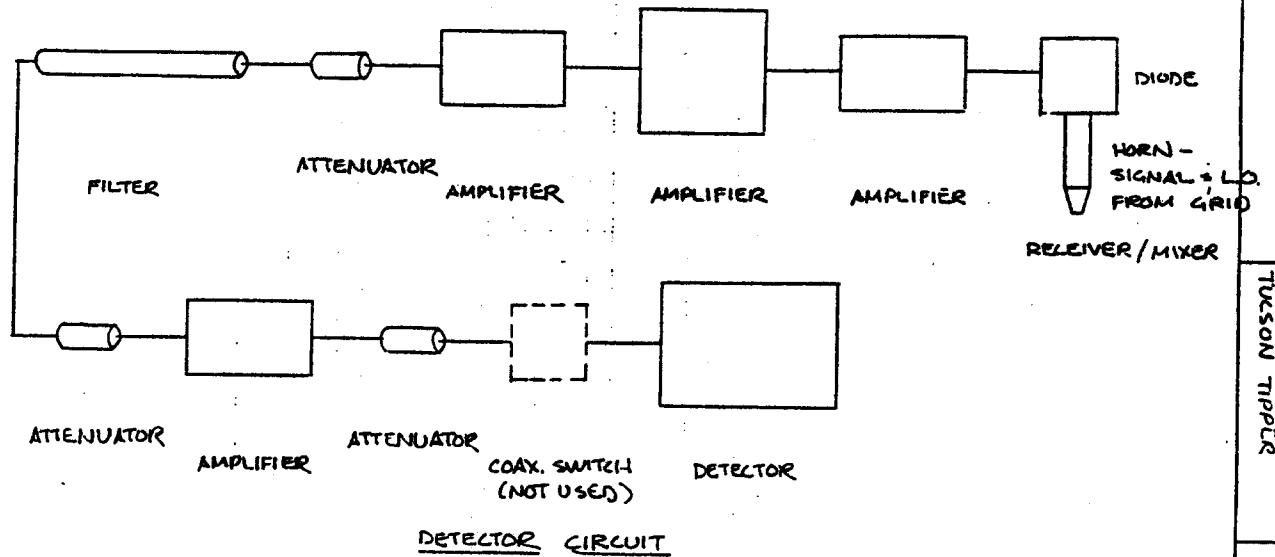 DIODE
HORN -
SIGNAL & L.O.
FROM GRID
RECEIVER/MIXER
FILTER
ATTENUATOR
AMPLIFIER
AMPLIFIER
AMPLIFIER
ATTENUATOR
AMPLIFIER
ATTENUATOR
COAX. SWITCH
(NOT USED)
DETECTOR
DETECTOR CIRCUIT
TUCSON TIPPER